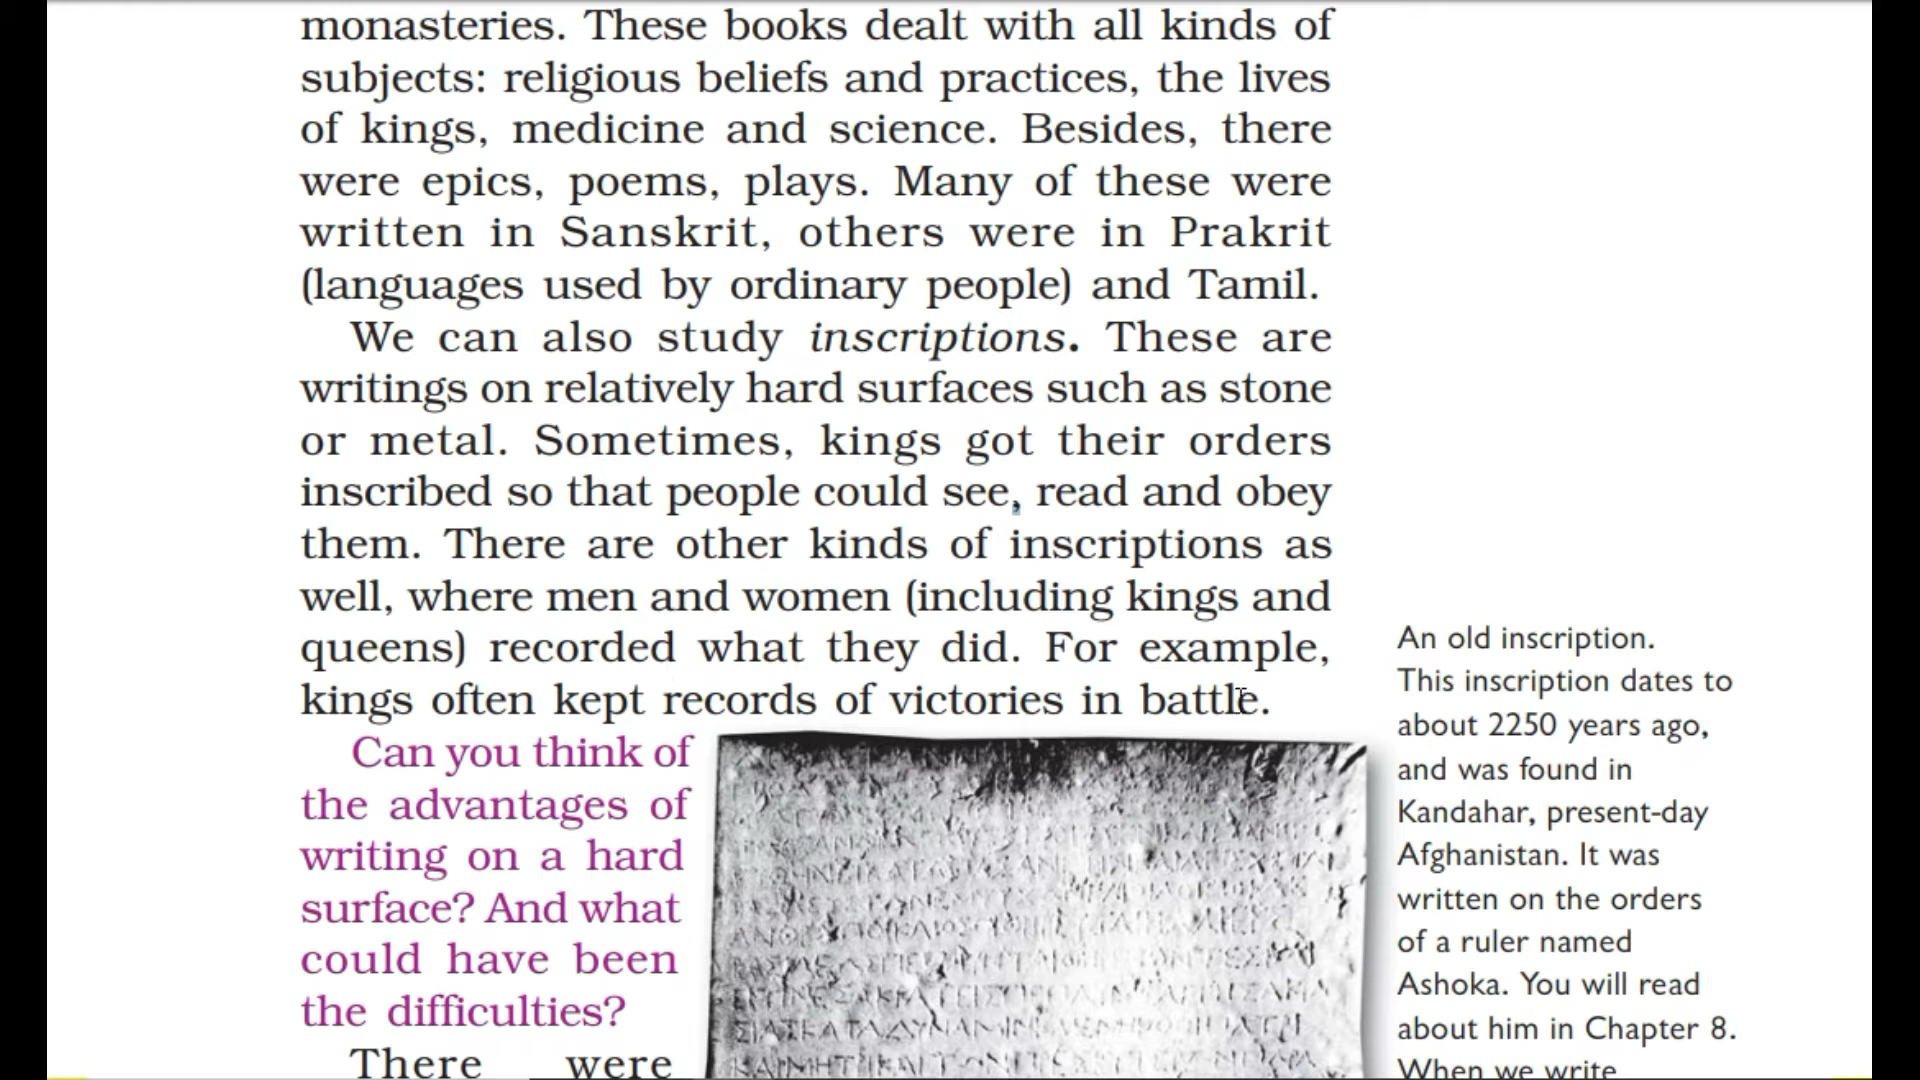 monasteries. These books dealt with all kinds of
subjects: religious beliefs and practices, the lives
of kings, medicine and science. Besides, there
were epics, poems, plays. Many of these were
written in Sanskrit, others were in Prakrit
(languages used by ordinary people) and Tamil.
We can also study inscriptions. These are
writings on relatively hard surfaces such as stone
or metal. Sometimes, kings got their orders
inscribed so that people could see, read and obey
them. There are other kinds of inscriptions as
well, where men and women (including kings and
queens) recorded what they did. For example,
kings often kept records of victories in battle.
Can you think of
the advantages of
writing on a hard
surface? And what
could have been
the difficulties?
There were
An old inscription.
This inscription dates to
about 2250 years ago,
and was found in
Kandahar, present-day
Afghanistan. It was
written on the orders
of a ruler named
Ashoka. You will read
about him in Chapter 8.
When we write